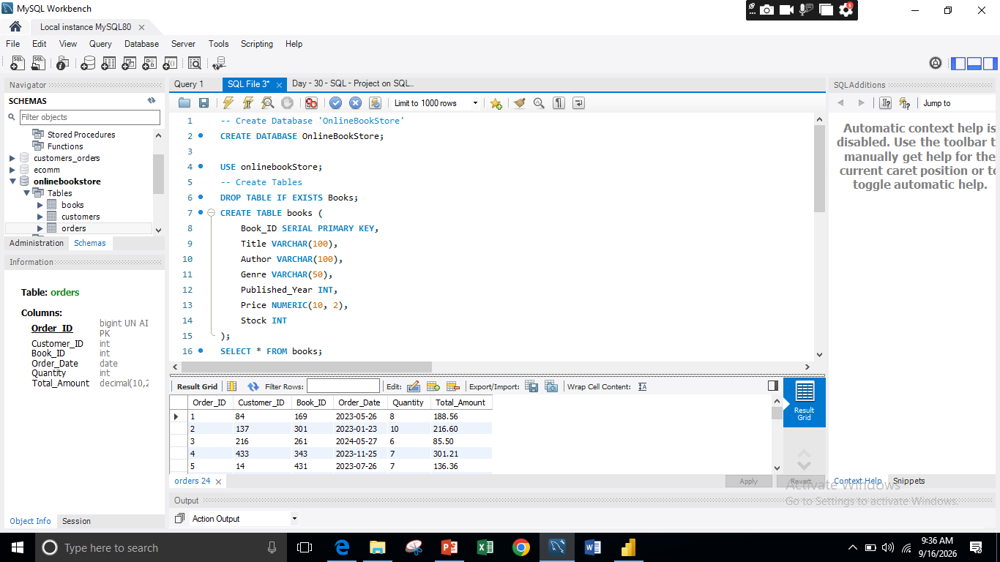 MySQL Workbench
Local instance MySQL80
File Edit View Query Database Server Tools Scripting Help
Navigator
SCHEMAS
Filter objects
Stored Procedures
Functions
customers_orders
ecomm
onlinebookstore
Tables
books
customers
orders
Administration Schemas
Information
Table: orders
Columns:
Order_ID bigint UN AI
PK
Customer_ID int
Book_ID int
Order_Date date
Quantity int
Total_Amount decimal(10,2
Object Info Session
Query 1 SQL File 3* Day - 30 - SQL - Project on SQL...
Limit to 1000 rows
1 -- Create Database 'OnlineBookStore'
2 CREATE DATABASE OnlineBookStore;
3
4 USE onlinebookStore;
5 -- Create Tables
6 DROP TABLE IF EXISTS Books;
7 CREATE TABLE books (
8 Book_ID SERIAL PRIMARY KEY,
9 Title VARCHAR(100),
10 Author VARCHAR(100),
11 Genre VARCHAR(50),
12 Published_Year INT,
13 Price NUMERIC(10, 2),
14 Stock INT
15 );
16 SELECT * FROM books;
Result Grid Filter Rows: Edit: Export/Import: Wrap Cell Content:
Order_ID Customer_ID Book_ID Order_Date Quantity Total_Amount
1 84 169 2023-05-26 8 188.56
2 137 301 2023-01-23 10 216.60
3 216 261 2024-05-27 6 85.50
4 433 343 2023-11-25 7 301.21
5 14 431 2023-07-26 7 136.36
Result
Grid
orders 24
Apply Revert
Output
Action Output
SQLAdditions
Jump to
Automatic context help is
disabled. Use the toolbar t
manually get help for the
current caret position or to
toggle automatic help.
Context Help Snippets
Activate Windows
Go to Settings to activate Windows.
Type here to search
9:36 AM
9/16/2026